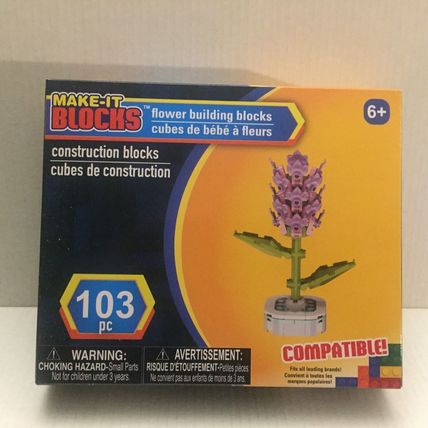 MAKE-IT
BLOCKS™
flower building blocks
cubes de bébé à fleurs
6+
construction blocks
cubes de construction
103
pc
WARNING:
CHOKING HAZARD-Small Parts
Not for children under 3 years.
AVERTISSEMENT:
RISQUE D'ÉTOUFFEMENT-Petites pièces
Ne convient pas aux enfants de moins de 3 ans.
COMPATIBLE!
Fits all leading brands!
Convient à toutes les
marques populaires!